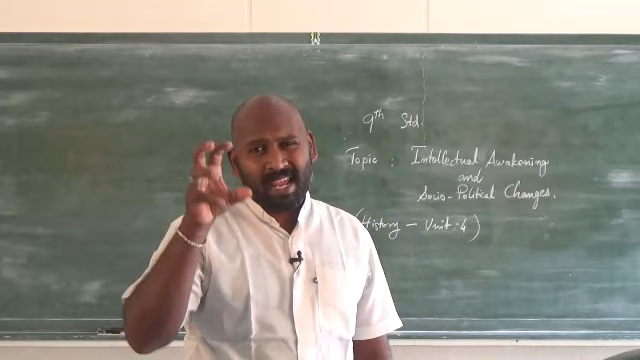 9th Std.
Topic : Intellectual Awakening
and
Socio-Political Changes.
(History - Unit : 4)